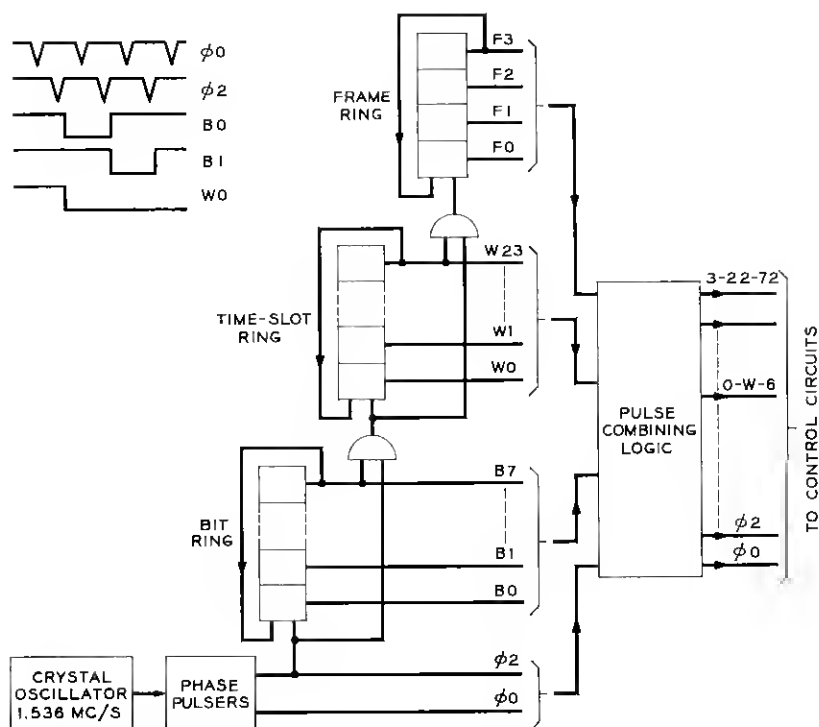 φ0
φ2
B0
B1
W0
FRAME
RING
F3
F2
F1
F0
TIME-SLOT
RING
W23
W1
W0
BIT
RING
B7
B1
B0
CRYSTAL
OSCILLATOR
1.536 MC/S
PHASE
PULSERS
φ2
φ0
PULSE
COMBINING
LOGIC
3-22-72
0-W-6
φ2
φ0
TO CONTROL CIRCUITS